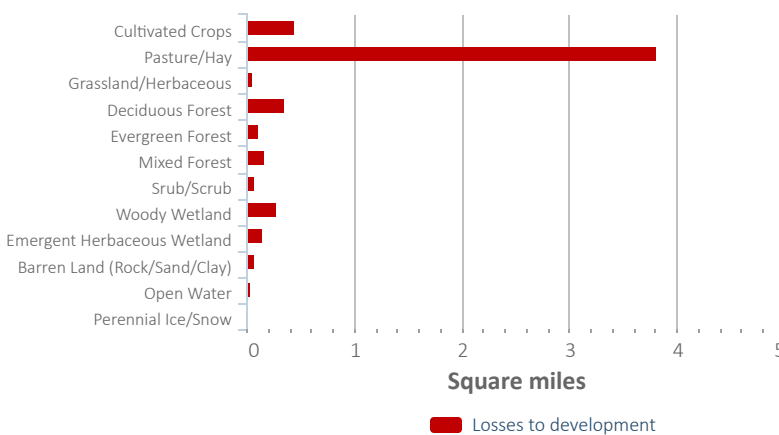 Cultivated Crops
Pasture/Hay
Grassland/Herbaceous
Deciduous Forest
Evergreen Forest
Mixed Forest
Srub/Scrub
Woody Wetland
Emergent Herbaceous Wetland
Barren Land (Rock/Sand/Clay)
Open Water
Perennial Ice/Snow
0 1 2 3 4 5
Square miles
Losses to development